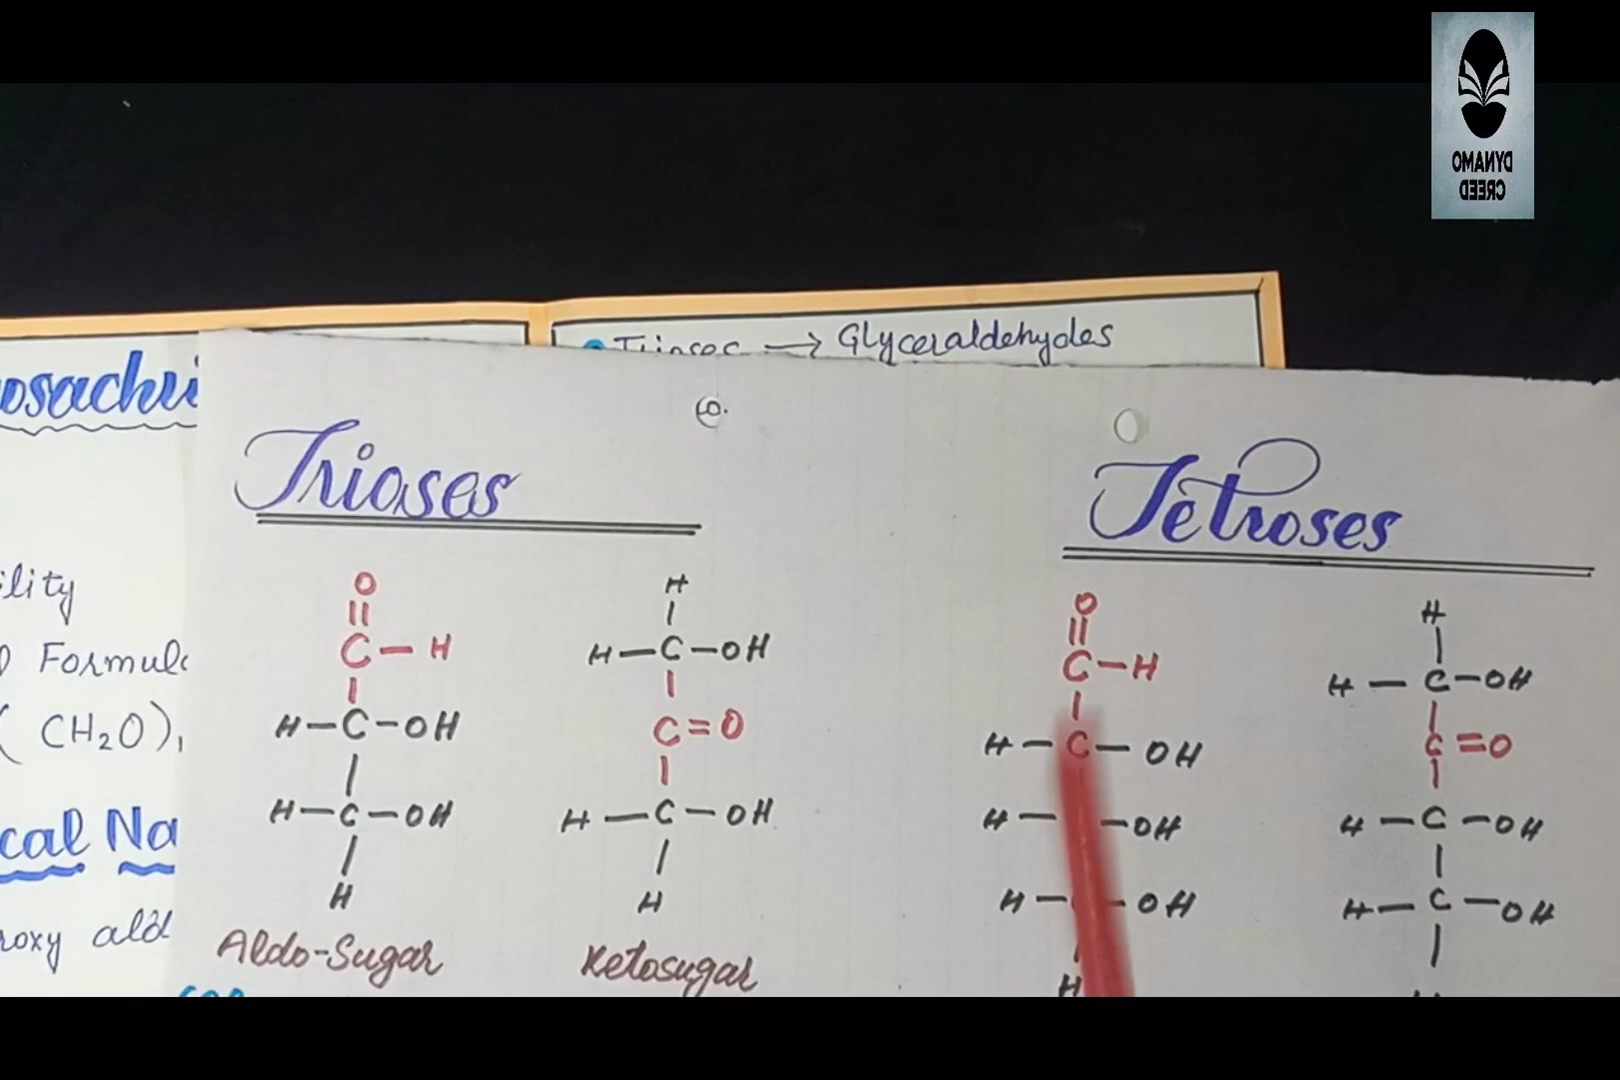 DYNAMO
CREED
Trioses → Glyceraldehydes
osachri
ility
Formula
( CH2O)
cal Na
roxy ald
Trioses
O
||
C – H
|
H – C – OH
|
H – C – OH
|
H
Aldo-Sugar
H
|
H – C – OH
|
C = O
|
H – C – OH
|
H
Ketosugar
Tetroses
O
||
C – H
|
H – C – OH
H – – OH
H – – OH
H
H
|
H – C – OH
|
C = O
|
H – C – OH
|
H – C – OH
|